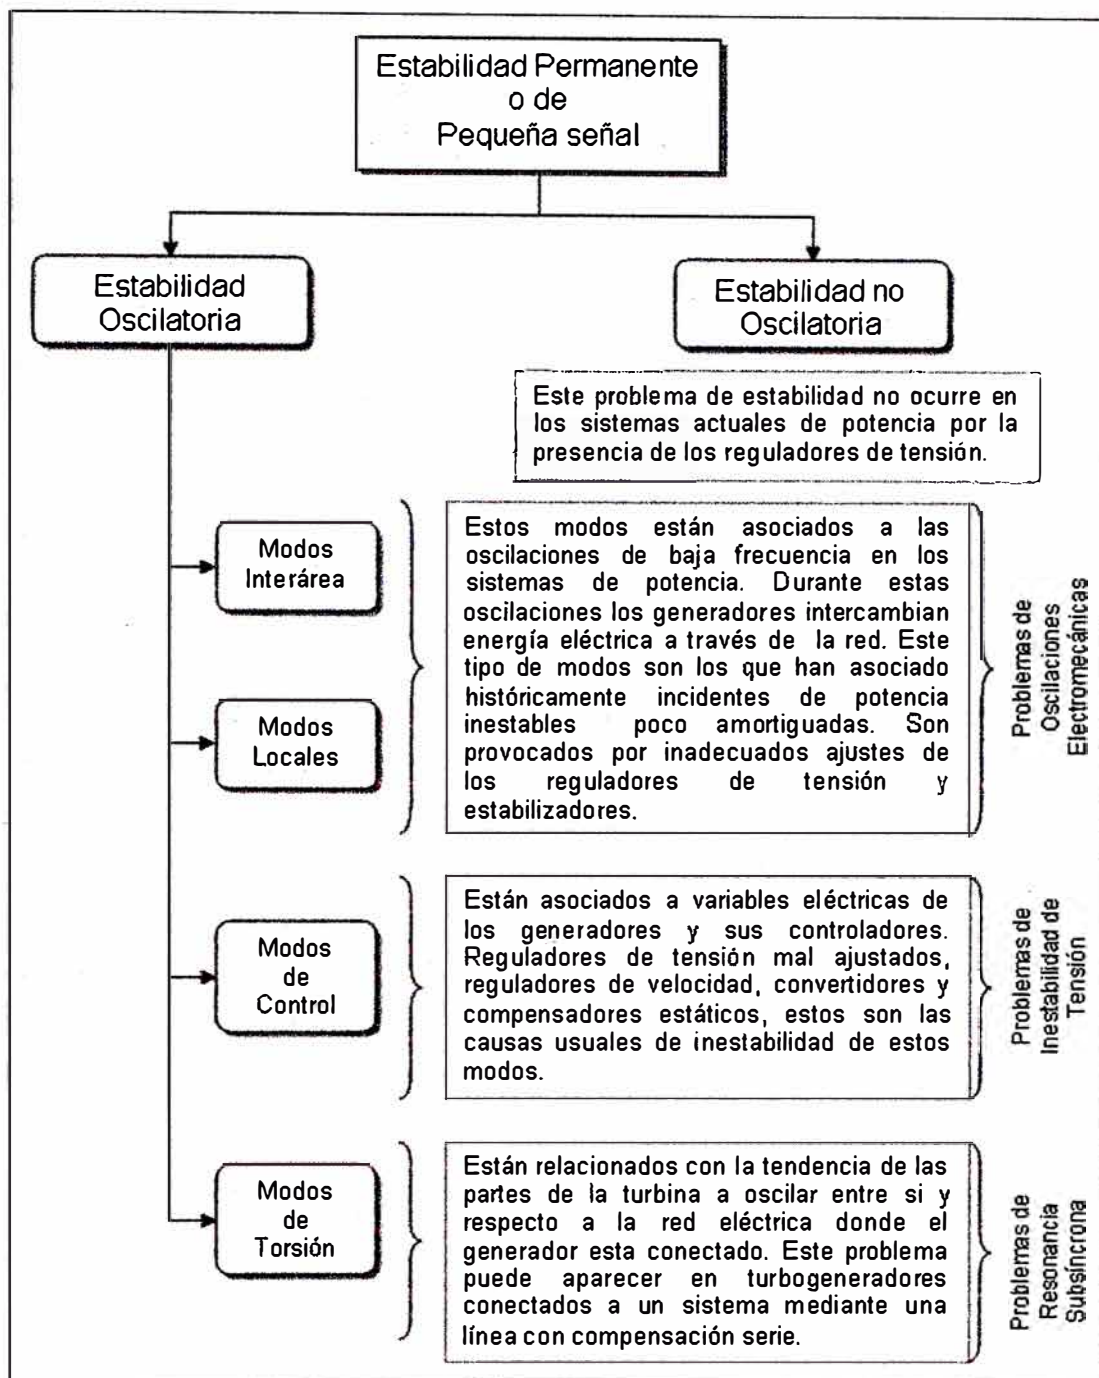 Estabilidad Permanente
o de
Pequeña señal
Estabilidad
Oscilatoria
Estabilidad no
Oscilatoria
Este problema de estabilidad no ocurre en
los sistemas actuales de potencia por la
presencia de los reguladores de tensión.
Modos
Interárea
Modos
Locales
Estos modos están asociados a las
oscilaciones de baja frecuencia en los
sistemas de potencia. Durante estas
oscilaciones los generadores intercambian
energía eléctrica a través de la red. Este
tipo de modos son los que han asociado
históricamente incidentes de potencia
inestables poco amortiguadas. Son
provocados por inadecuados ajustes de
los reguladores de tensión y
estabilizadores.
Problemas de
Oscilaciones
Electromecánicas
Modos
de
Control
Están asociados a variables eléctricas de
los generadores y sus controladores.
Reguladores de tensión mal ajustados,
reguladores de velocidad, convertidores y
compensadores estáticos, estos son las
causas usuales de inestabilidad de estos
modos.
Problemas de
Inestabilidad de
Tensión
Modos
de
Torsión
Están relacionados con la tendencia de las
partes de la turbina a oscilar entre si y
respecto a la red eléctrica donde el
generador esta conectado. Este problema
puede aparecer en turbogeneradores
conectados a un sistema mediante una
línea con compensación serie.
Problemas de
Resonancia
Subsíncrona